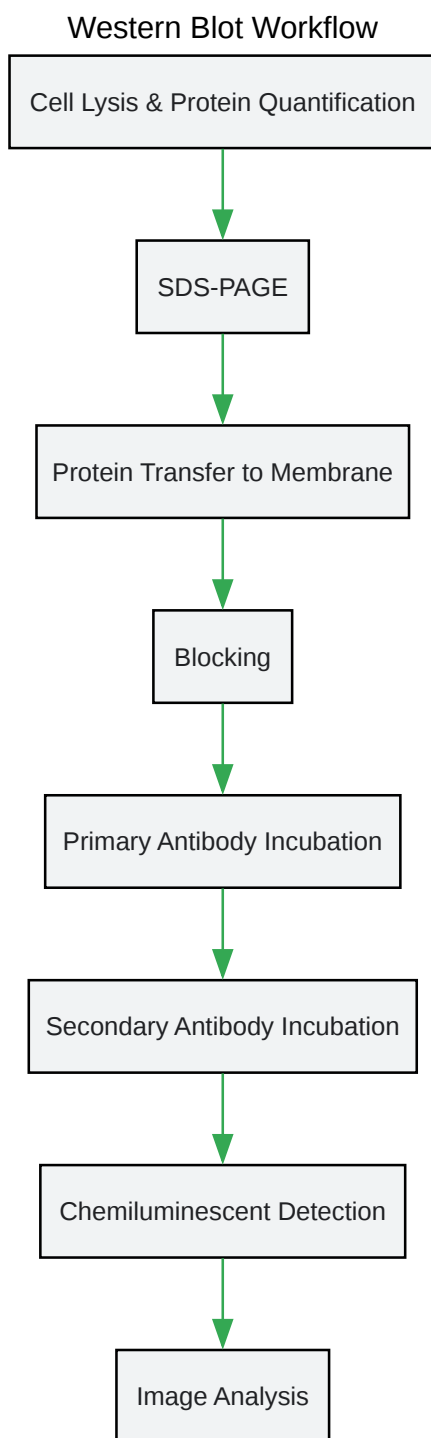 Western Blot Workflow
Cell Lysis & Protein Quantification
SDS-PAGE
Protein Transfer to Membrane
Blocking
Primary Antibody Incubation
Secondary Antibody Incubation
Chemiluminescent Detection
Image Analysis